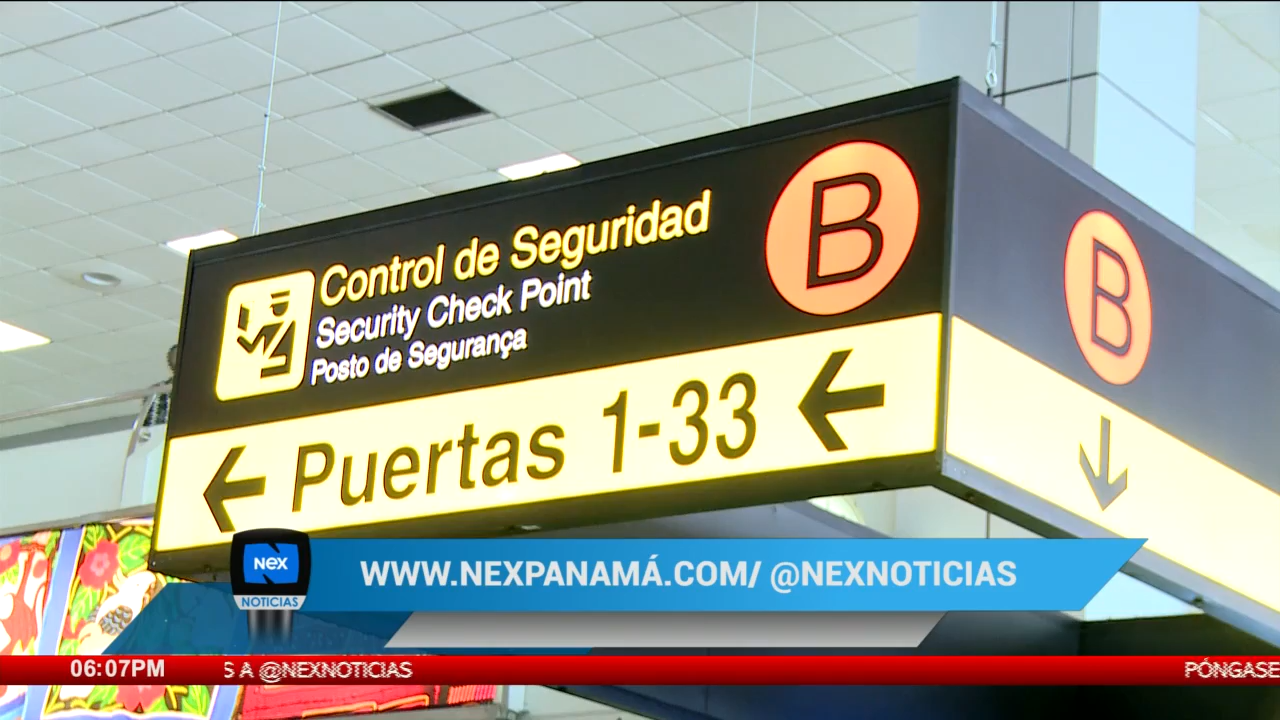 Control de Seguridad
Security Check Point
Posto de Segurança
B
B
Puertas 1-33
nex
NOTICIAS
WWW.NEXPANAMÁ.COM/ @NEXNOTICIAS
06:07PM
S A @NEXNOTICIAS
PÓNGASE